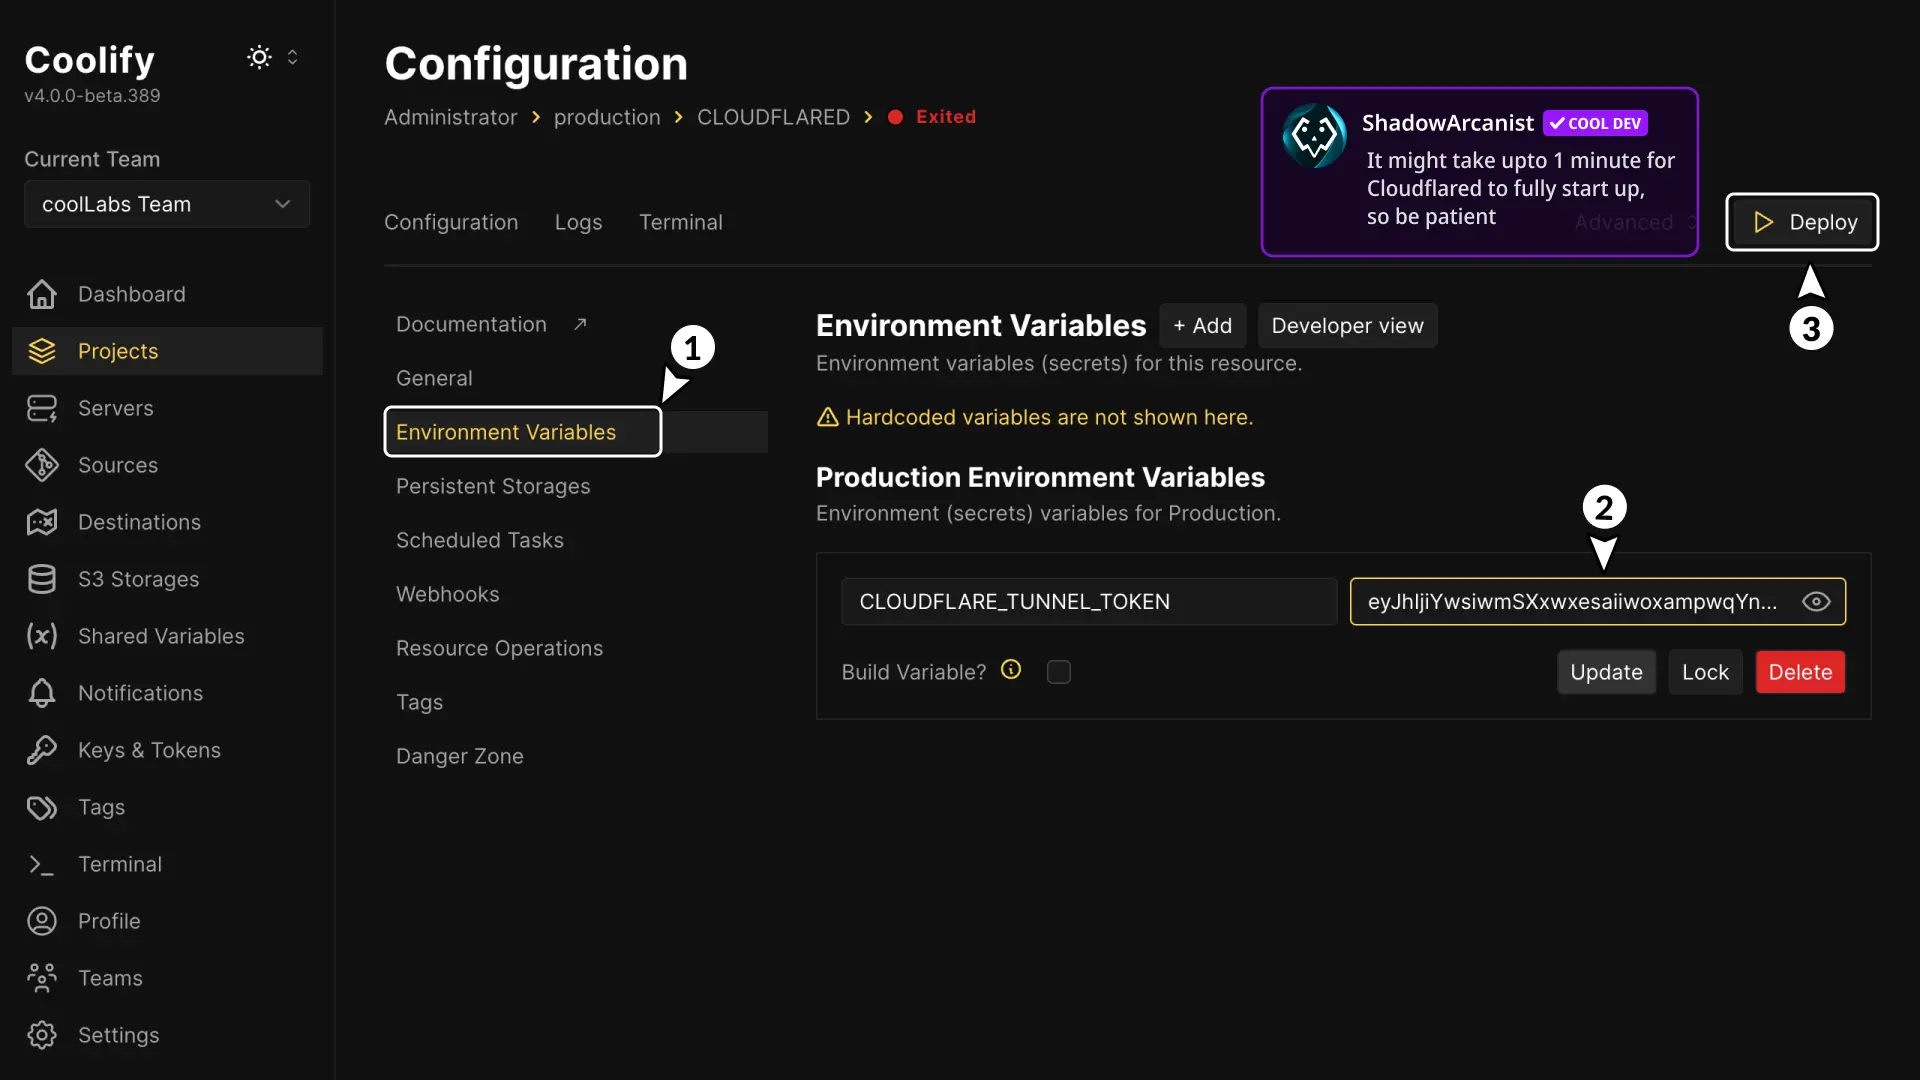 Coolify
v4.0.0-beta.389
Current Team
coolLabs Team
Dashboard
Projects
Servers
Sources
Destinations
S3 Storages
Shared Variables
Notifications
Keys & Tokens
Tags
Terminal
Profile
Teams
Settings
Configuration
Administrator production CLOUDFLARED Exited
Configuration Logs Terminal
ShadowArcanist COOL DEV
It might take upto 1 minute for
Cloudflared to fully start up,
so be patient
Advanced
Deploy
3
Documentation
General
1
Environment Variables
Persistent Storages
Scheduled Tasks
Webhooks
Resource Operations
Tags
Danger Zone
Environment Variables + Add Developer view
Environment variables (secrets) for this resource.
Hardcoded variables are not shown here.
Production Environment Variables
Environment (secrets) variables for Production.
2
CLOUDFLARE_TUNNEL_TOKEN eyJhIjiYwsiwmSXxwxesaiiwoxampwqYn...
Build Variable? Update Lock Delete